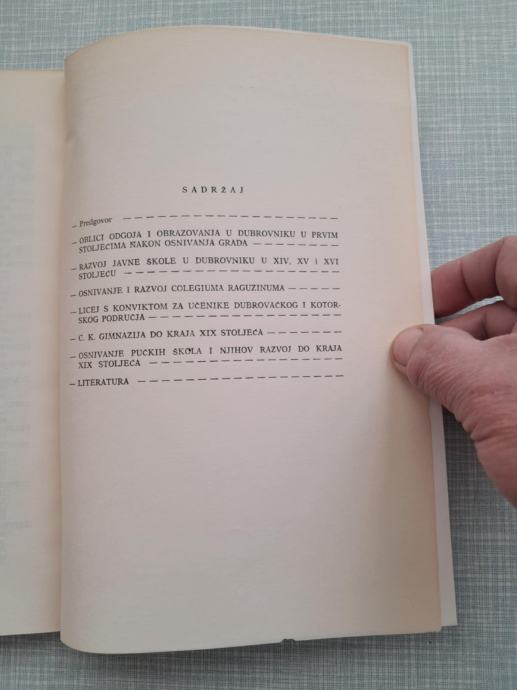 SADRŽAJ
— Predgovor — — — — — — — — — — — — — — — —
— OBLICI ODGOJA I OBRAZOVANJA U DUBROVNIKU U PRVIM
STOLJEĆIMA NAKON OSNIVANJA GRADA — — — — — — —
— RAZVOJ JAVNE ŠKOLE U DUBROVNIKU U XIV, XV i XVI
STOLJEĆU — — — — — — — — — — — — — — — — —
— OSNIVANJE I RAZVOJ COLEGIUMA RAGUZINUMA — — — — —
— LICEJ S KONVIKTOM ZA UČENIKE DUBROVAČKOG I KOTOR-
SKOG PODRUČJA — — — — — — — — — — — — — — —
— C. K. GIMNAZIJA DO KRAJA XIX STOLJEĆA — — — — — —
— OSNIVANJE PUČKIH ŠKOLA I NJIHOV RAZVOJ DO KRAJA
XIX STOLJEĆA — — — — — — — — — — — — — — —
— LITERATURA — — — — — — — — — — — — — — — —